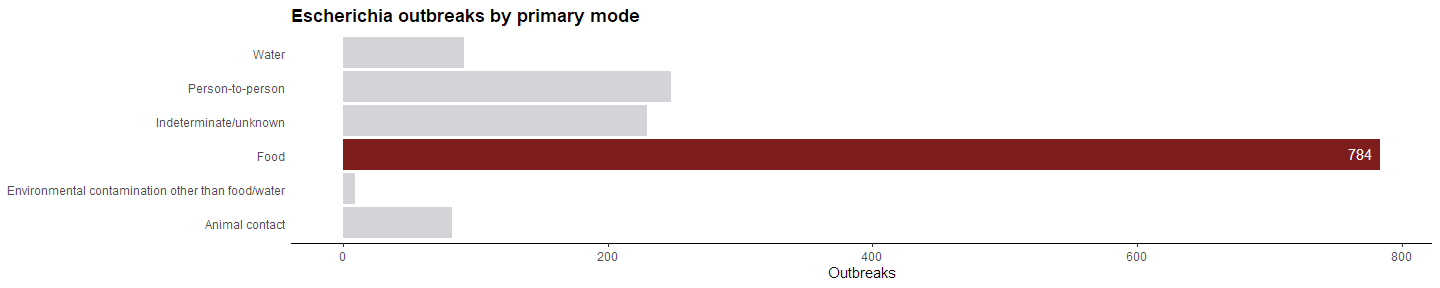 Escherichia outbreaks by primary mode
Water
Person-to-person
Indeterminate/unknown
Food
784
Environmental contamination other than food/water
Animal contact
0
200
400
600
800
Outbreaks